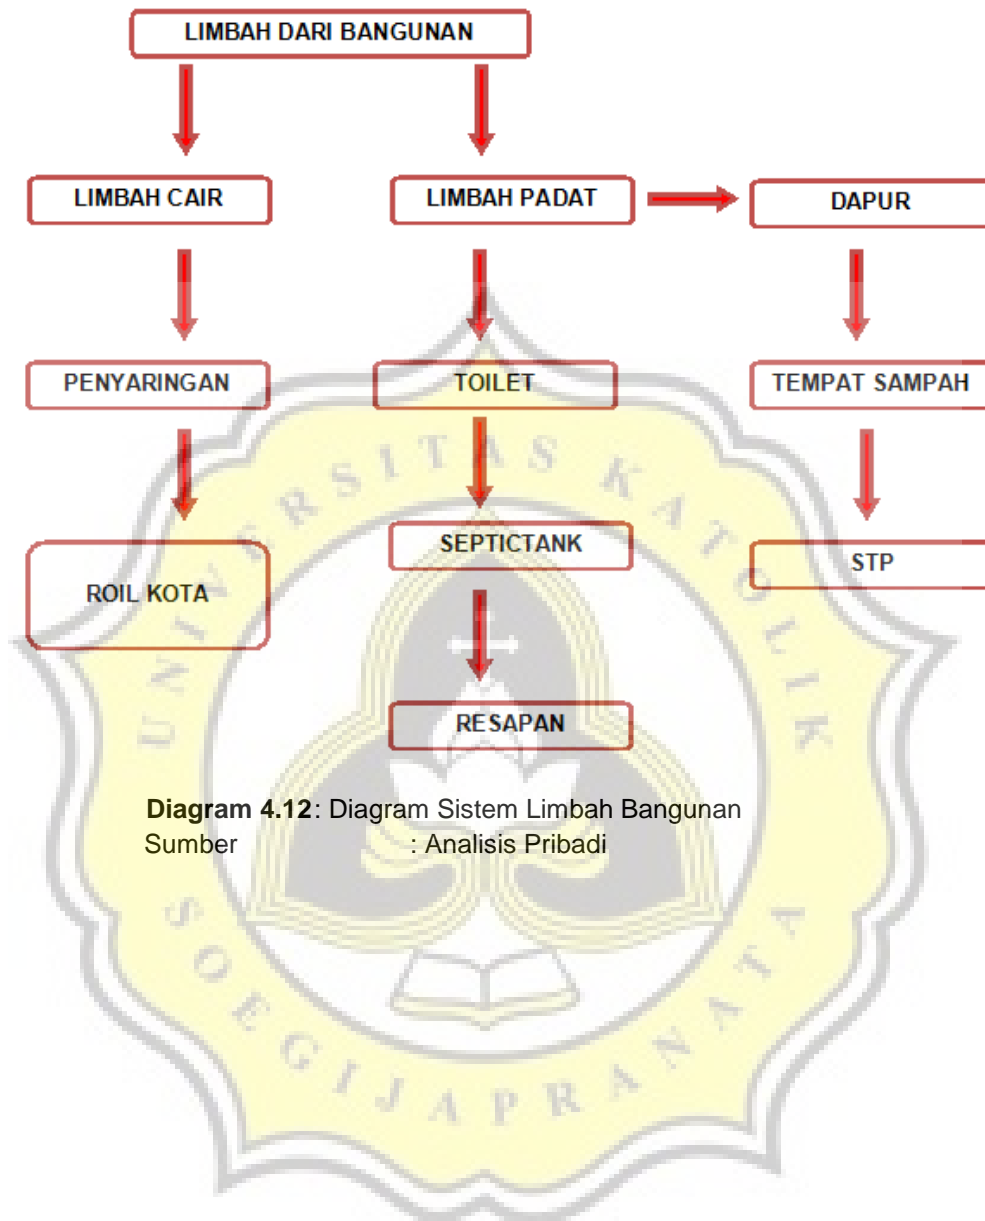 LIMBAH DARI BANGUNAN
LIMBAH CAIR
LIMBAH PADAT
DAPUR
PENYARINGAN
TOILET
TEMPAT SAMPAH
ROIL KOTA
SEPTICTANK
STP
RESAPAN
Diagram 4.12: Diagram Sistem Limbah Bangunan
Sumber : Analisis Pribadi
UNIVERSITAS KATOLIK
SOEGIJAPRANATA